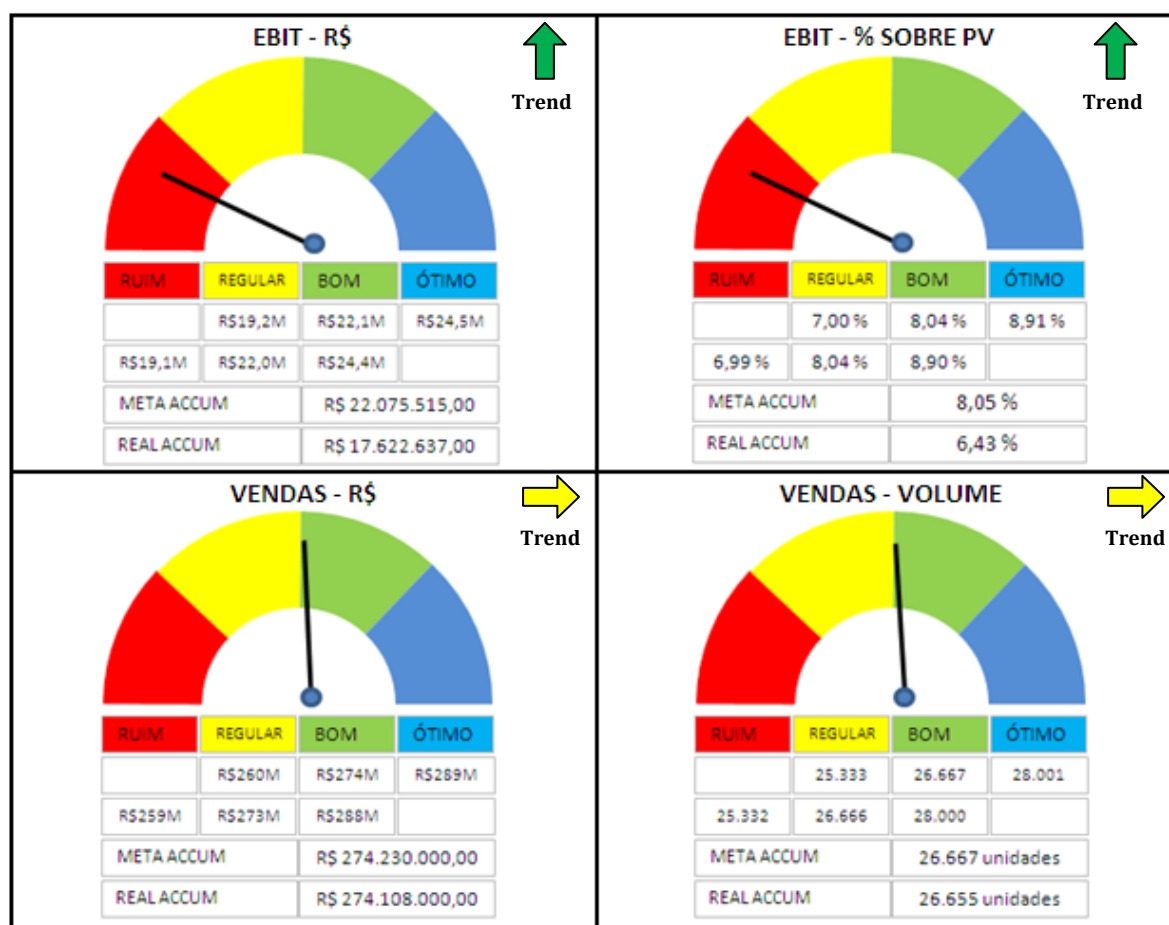 EBIT - R$
Trend
RUIM REGULAR BOM ÓTIMO
R$19,2M R$22,1M R$24,5M
R$19,1M R$22,0M R$24,4M
META ACCUM R$ 22.075.515,00
REAL ACCUM R$ 17.622.637,00
EBIT - % SOBRE PV
Trend
RUIM REGULAR BOM ÓTIMO
7,00 % 8,04 % 8,91 %
6,99 % 8,04 % 8,90 %
META ACCUM 8,05 %
REAL ACCUM 6,43 %
VENDAS - R$
Trend
RUIM REGULAR BOM ÓTIMO
R$260M R$274M R$289M
R$259M R$273M R$288M
META ACCUM R$ 274.230.000,00
REAL ACCUM R$ 274.108.000,00
VENDAS - VOLUME
Trend
RUIM REGULAR BOM ÓTIMO
25.333 26.667 28.001
25.332 26.666 28.000
META ACCUM 26.667 unidades
REAL ACCUM 26.655 unidades